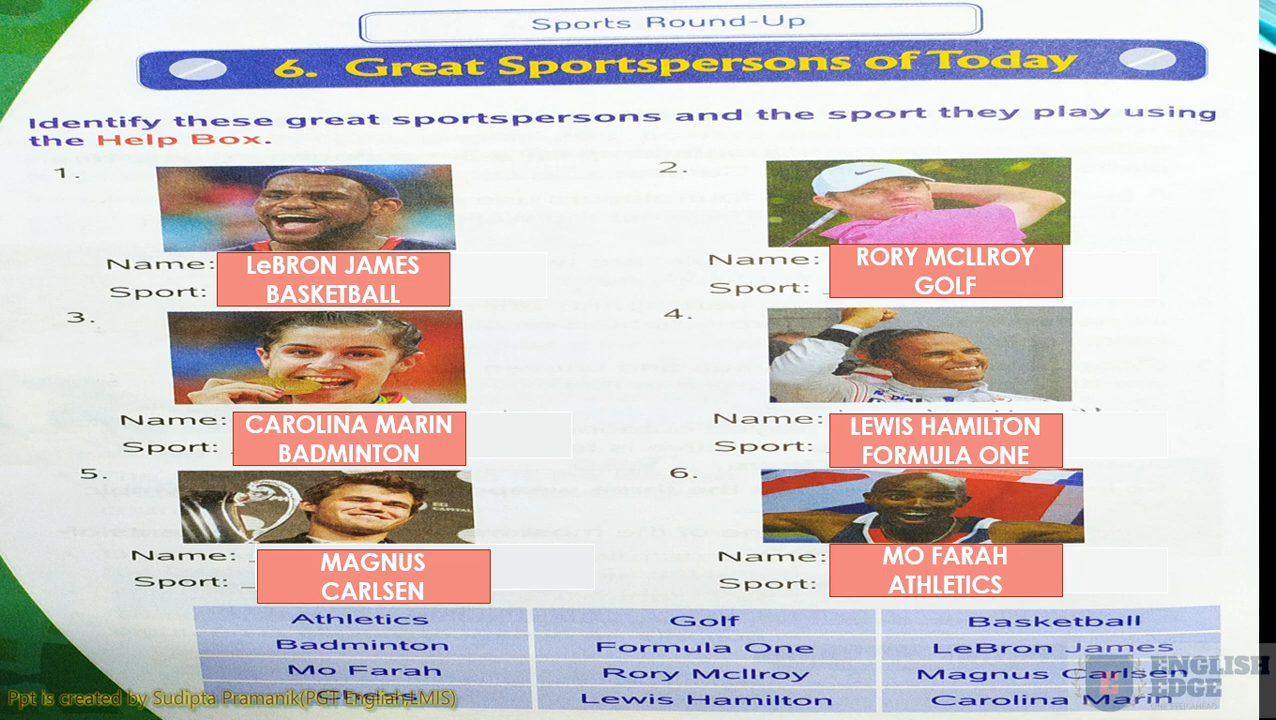 Sports Round-Up
6. Great Sportspersons of Today
Identify these great sportspersons and the sport they play using
the Help Box.
1.
2.
Name: LeBRON JAMES
Sport: BASKETBALL
Name: RORY MCLLROY
Sport: GOLF
3.
4.
Name: CAROLINA MARIN
Sport: BADMINTON
Name: LEWIS HAMILTON
Sport: FORMULA ONE
5.
6.
Name: MAGNUS
Sport: CARLSEN
Name: MO FARAH
Sport: ATHLETICS
Athletics Golf Basketball
Badminton Formula One LeBron James
Mo Farah Rory McIlroy Magnus Carlsen
Chess Lewis Hamilton Carolina Marin
Ppt is created by Sudipta Pramanik(PGT English,LMIS)
ENGLISH
EDGE